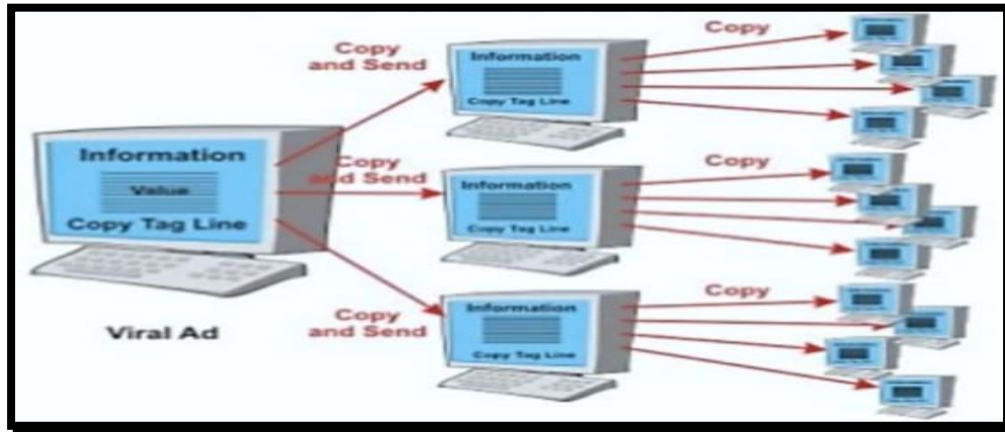 Information
Value
Copy Tag Line
Viral Ad
Copy
and Send
Information
Copy Tag Line
Copy
Copy
and Send
Information
Copy Tag Line
Copy
Copy
and Send
Information
Copy Tag Line
Copy